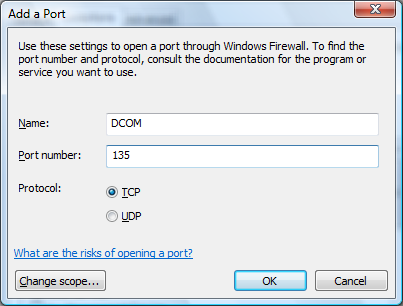 Add a Port
Use these settings to open a port through Windows Firewall. To find the
port number and protocol, consult the documentation for the program or
service you want to use.
Name:
DCOM
Port number:
135
Protocol:
TCP
UDP
What are the risks of opening a port?
Change scope...
OK
Cancel